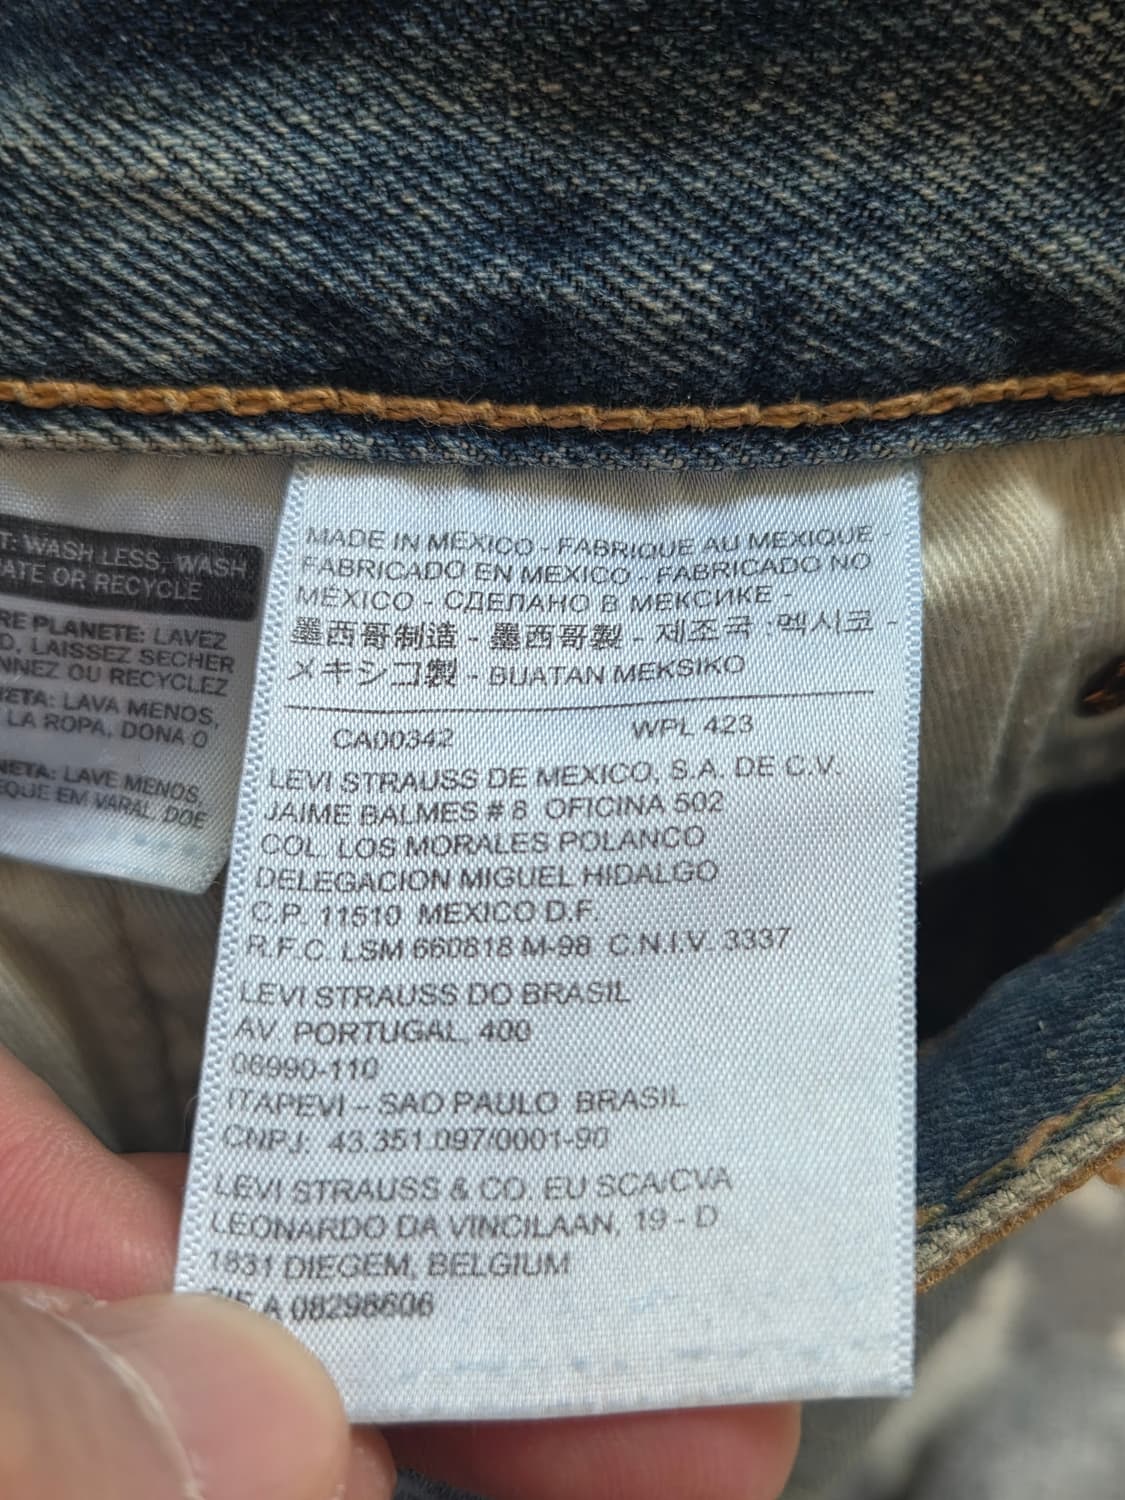 T: WASH LESS, WASH
ATE OR RECYCLE
RE PLANETE: LAVEZ
D, LAISSEZ SECHER
NNEZ OU RECYCLEZ
NETA: LAVA MENOS,
LA ROPA, DONA O
NETA: LAVE MENOS,
EQUE EM VARAL, DOE
MADE IN MEXICO - FABRIQUE AU MEXIQUE -
FABRICADO EN MEXICO - FABRICADO NO
MÉXICO - СДЕЛАНО В МЕКСИКЕ -
墨西哥制造 - 墨西哥製 - 제조국 :멕시코 -
メキシコ製 - BUATAN MEKSIKO
CA00342 WPL 423
LEVI STRAUSS DE MEXICO, S.A. DE C.V.
JAIME BALMES # 8 OFICINA 502
COL. LOS MORALES POLANCO
DELEGACION MIGUEL HIDALGO
C.P. 11510 MEXICO D.F.
R.F.C. LSM 660818 M-98 C.N.I.V. 3337
LEVI STRAUSS DO BRASIL
AV. PORTUGAL, 400
06990-110
ITAPEVI – SAO PAULO BRASIL
CNPJ: 43.351.097/0001-90
LEVI STRAUSS & CO. EU SCA/CVA
LEONARDO DA VINCILAAN, 19 - D
1831 DIEGEM, BELGIUM
A 08298606